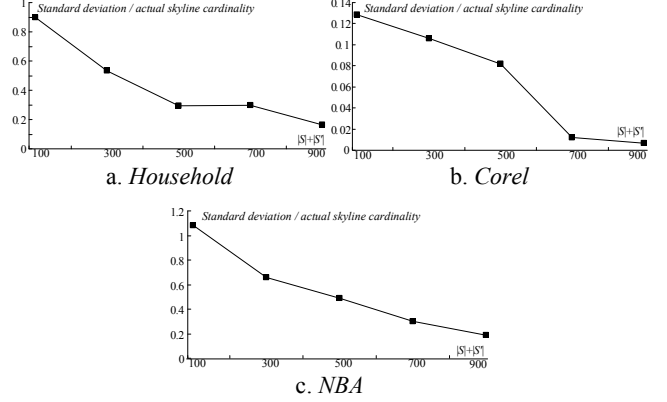 1
Standard deviation / actual skyline cardinality
0.8
0.6
0.4
0.2
|S|+|S'|
0
100 300 500 700 900
a. Household
0.14
Standard deviation / actual skyline cardinality
0.12
0.1
0.08
0.06
0.04
0.02
|S|+|S'|
0
100 300 500 700 900
b. Corel
1.2
Standard deviation / actual skyline cardinality
1
0.8
0.6
0.4
0.2
|S|+|S'|
0
100 300 500 700 900
c. NBA